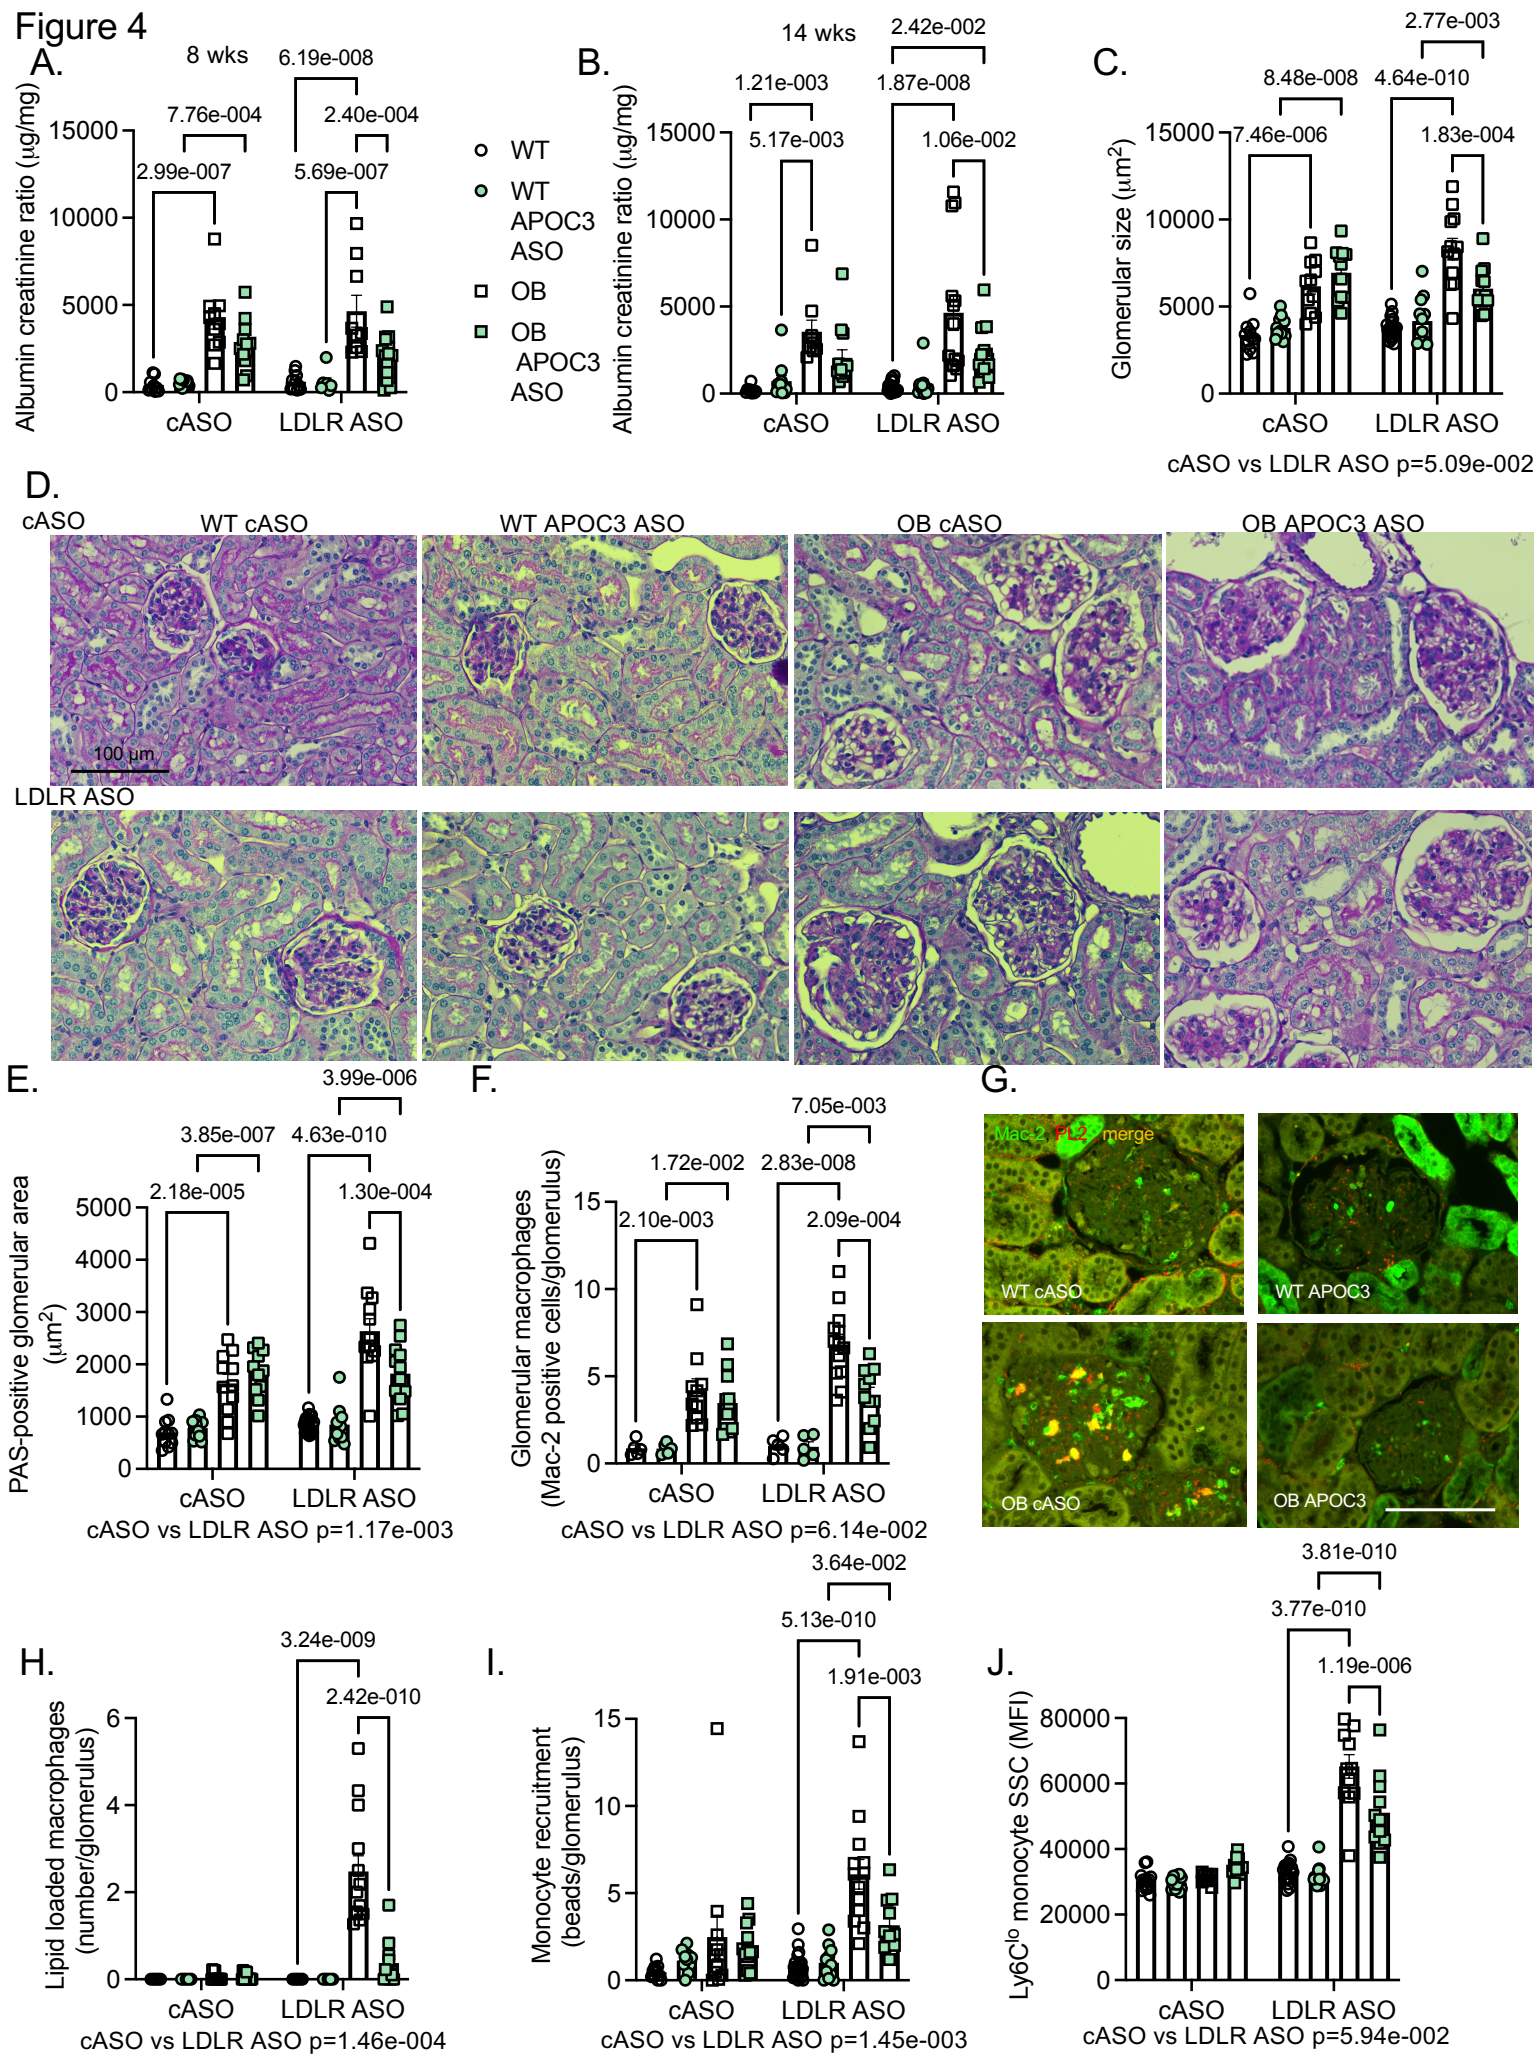 Figure 4
A.
8 wks
6.19e-008
7.76e-004
2.40e-004
2.99e-007
5.69e-007
Albumin creatinine ratio (µg/mg)
15000
10000
5000
0
cASO
LDLR ASO
WT
WT
APOC3
ASO
OB
OB
APOC3
ASO
B.
14 wks
2.42e-002
1.21e-003
1.87e-008
5.17e-003
1.06e-002
Albumin creatinine ratio (µg/mg)
15000
10000
5000
0
cASO
LDLR ASO
C.
2.77e-003
8.48e-008
4.64e-010
7.46e-006
1.83e-004
Glomerular size (µm²)
15000
10000
5000
0
cASO
LDLR ASO
cASO vs LDLR ASO p=5.09e-002
D.
cASO
WT cASO
WT APOC3 ASO
OB cASO
OB APOC3 ASO
100 µm
LDLR ASO
E.
3.99e-006
3.85e-007
4.63e-010
2.18e-005
1.30e-004
PAS-positive glomerular area
(µm²)
5000
4000
3000
2000
1000
0
cASO
LDLR ASO
cASO vs LDLR ASO p=1.17e-003
F.
7.05e-003
1.72e-002
2.83e-008
2.10e-003
2.09e-004
Glomerular macrophages
(Mac-2 positive cells/glomerulus)
15
10
5
0
cASO
LDLR ASO
cASO vs LDLR ASO p=6.14e-002
G.
Mac-2, PL2, merge
WT cASO
WT APOC3
OB cASO
OB APOC3
H.
3.24e-009
2.42e-010
Lipid loaded macrophages
(number/glomerulus)
6
4
2
0
cASO
LDLR ASO
cASO vs LDLR ASO p=1.46e-004
I.
3.64e-002
5.13e-010
1.91e-003
Monocyte recruitment
(beads/glomerulus)
15
10
5
0
cASO
LDLR ASO
cASO vs LDLR ASO p=1.45e-003
J.
3.81e-010
3.77e-010
1.19e-006
Ly6Cˡᵒ monocyte SSC (MFI)
80000
60000
40000
20000
0
cASO
LDLR ASO
cASO vs LDLR ASO p=5.94e-002